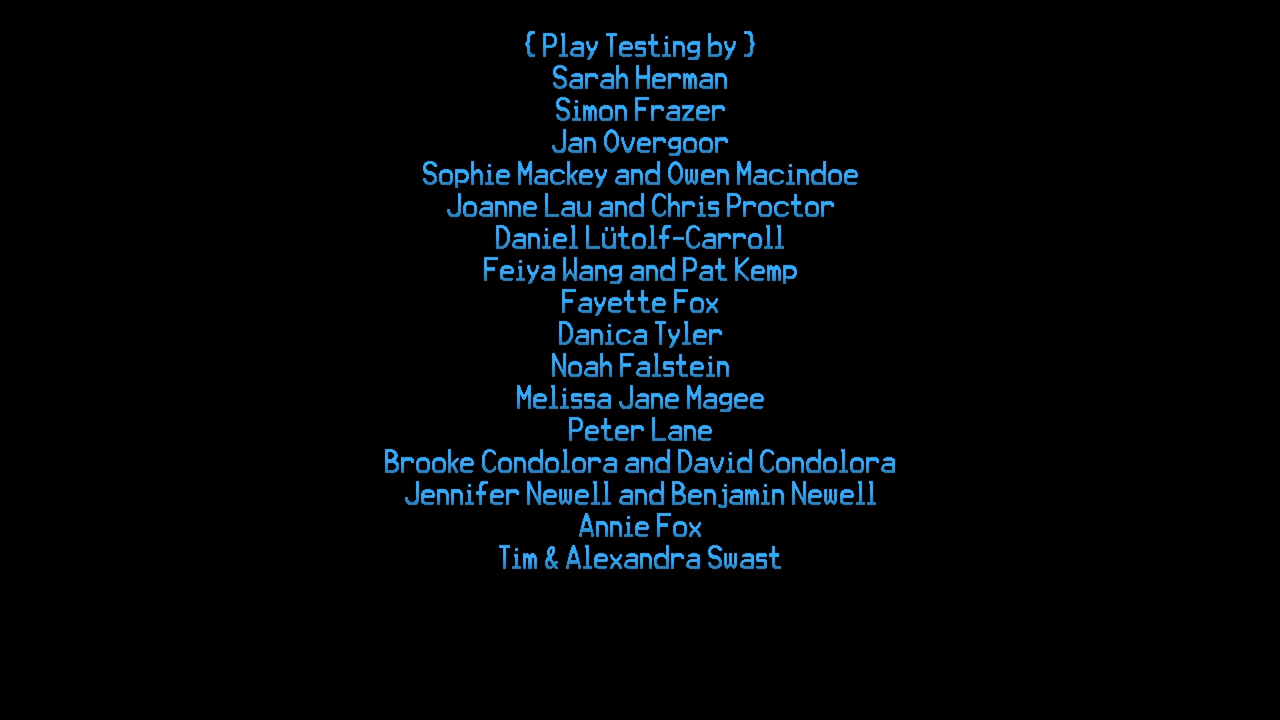 { Play Testing by }
Sarah Herman
Simon Frazer
Jan Overgoor
Sophie Mackey and Owen Macindoe
Joanne Lau and Chris Proctor
Daniel Lütolf-Carroll
Feiya Wang and Pat Kemp
Fayette Fox
Danica Tyler
Noah Falstein
Melissa Jane Magee
Peter Lane
Brooke Condolora and David Condolora
Jennifer Newell and Benjamin Newell
Annie Fox
Tim & Alexandra Swast